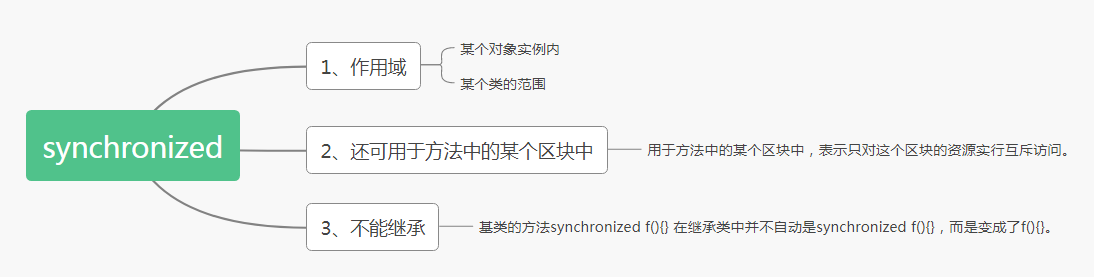 synchronized
1、作用域
某个对象实例内
某个类的范围
2、还可用于方法中的某个区块中
用于方法中的某个区块中，表示只对这个区块的资源实行互斥访问。
3、不能继承
基类的方法synchronized f(){} 在继承类中并不自动是synchronized f(){}，而是变成了f(){}。